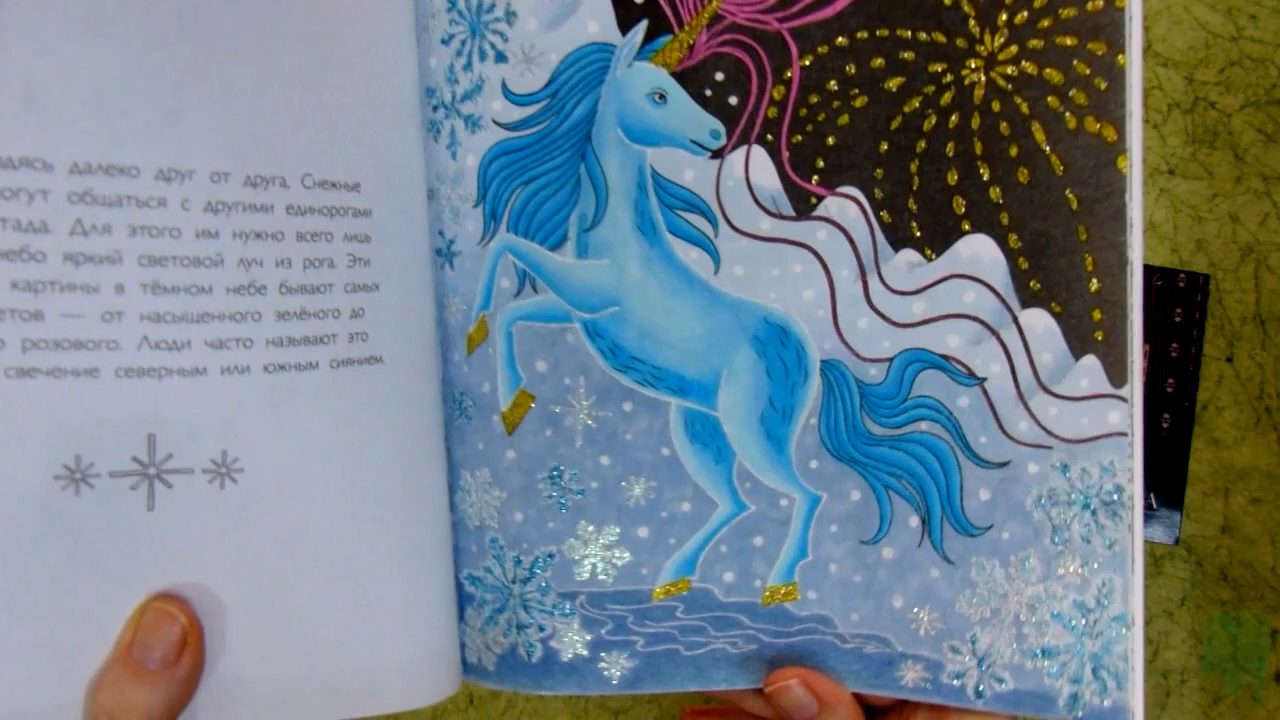 дясь далеко друг от друга, Снежные
огут общаться с другими единорогами
тада. Для этого им нужно всего лишь
небо яркий световой луч из рога. Эти
картины в тёмном небе бывают самых
етов — от насыщенного зелёного до
о розового. Люди часто называют это
свечение северным или южным сиянием.